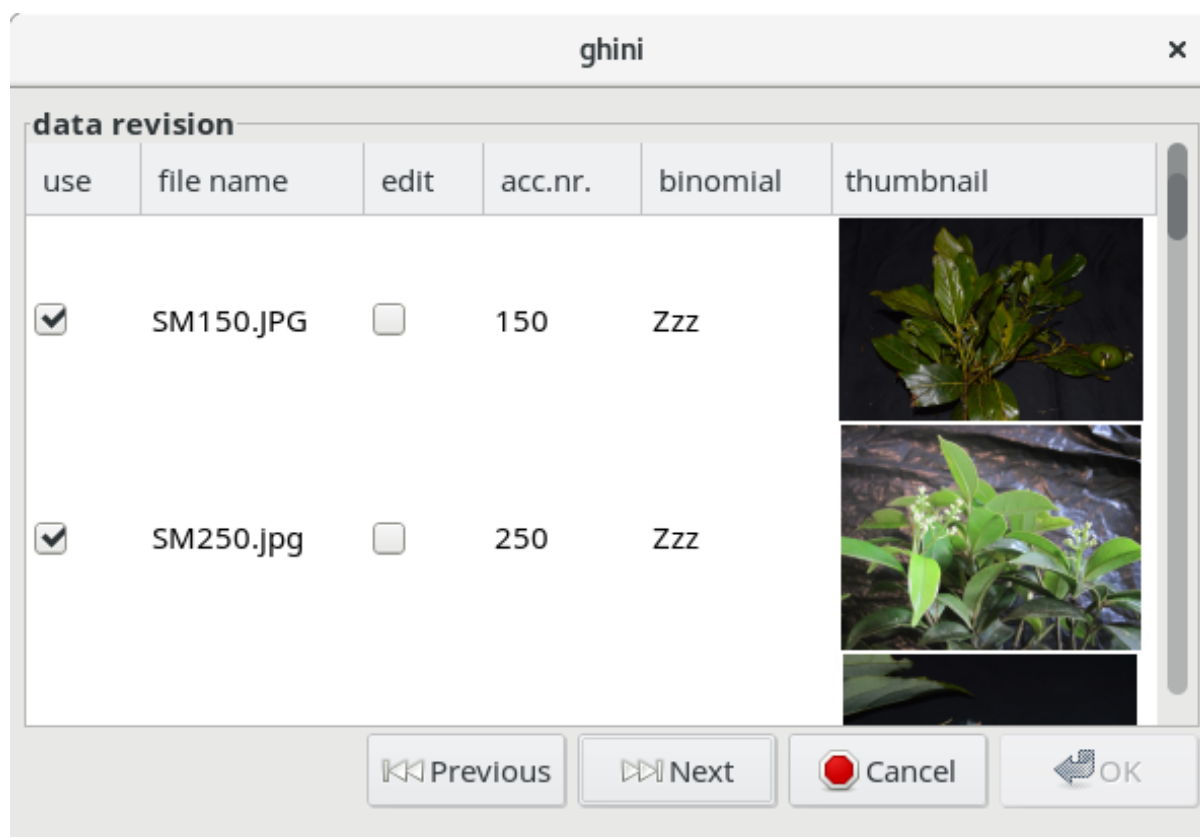 ghini
data revision
use file name edit acc.nr. binomial thumbnail
SM150.JPG 150 Zzz
SM250.jpg 250 Zzz
Previous Next Cancel OK